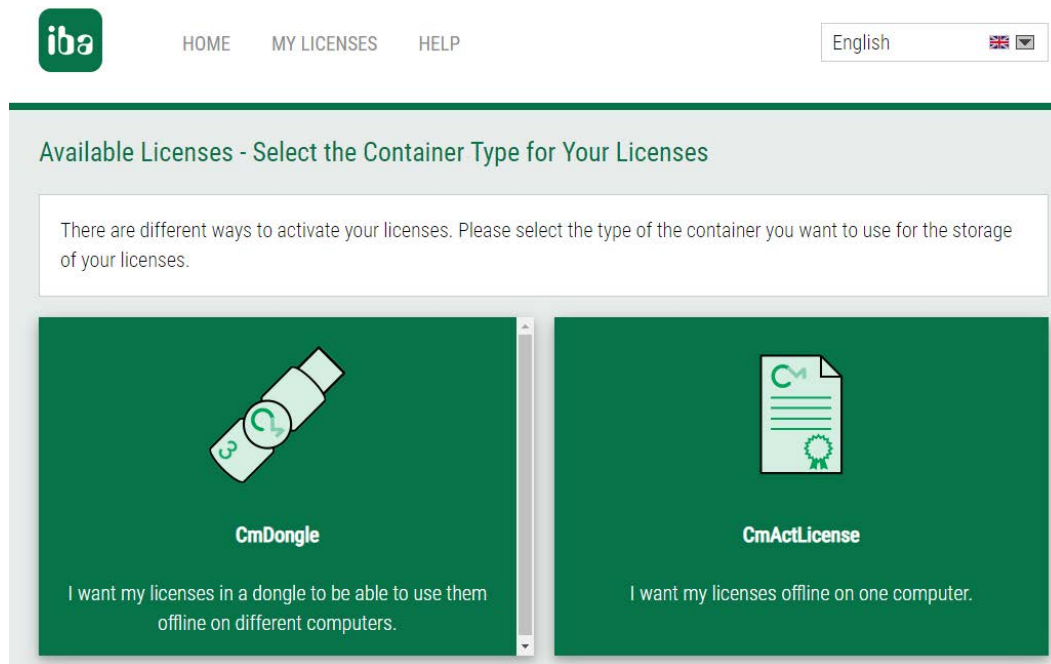 iba
HOME MY LICENSES HELP English
Available Licenses - Select the Container Type for Your Licenses
There are different ways to activate your licenses. Please select the type of the container you want to use for the storage
of your licenses.
3 CM
CM
CmDongle
I want my licenses in a dongle to be able to use them
offline on different computers.
CmActLicense
I want my licenses offline on one computer.